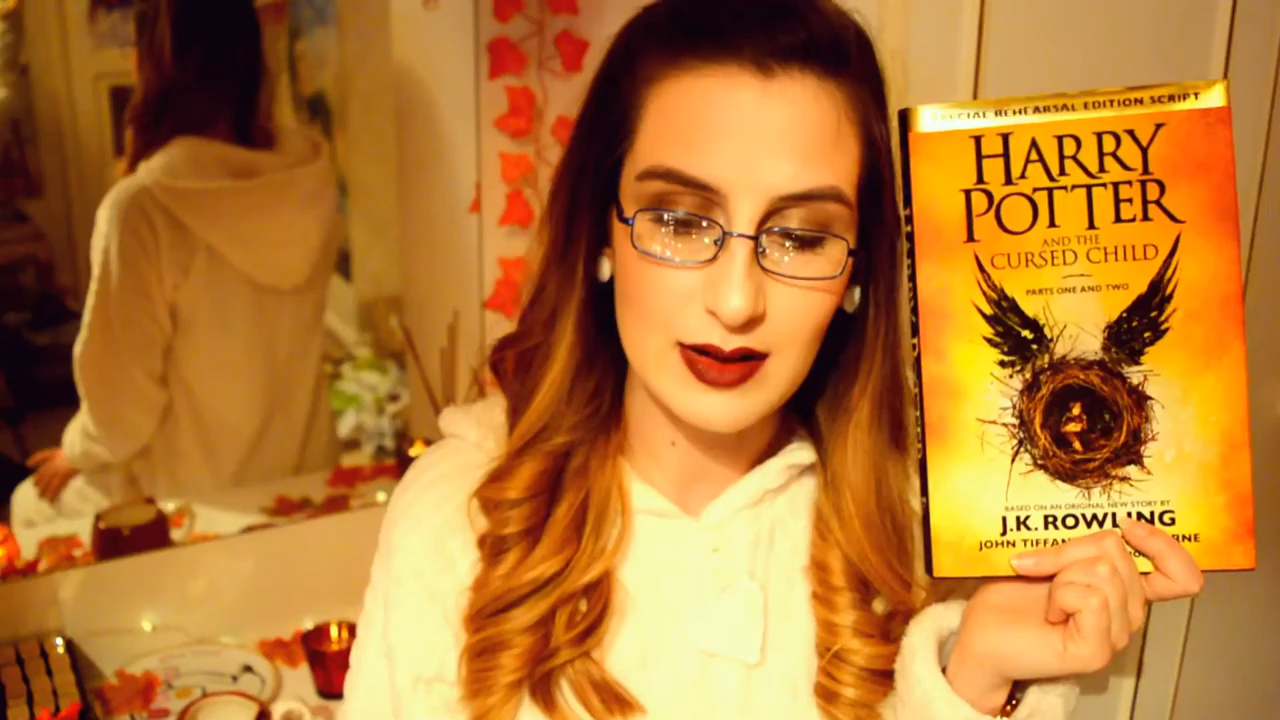 SPECIAL REHEARSAL EDITION SCRIPT
HARRY
POTTER
AND THE
CURSED CHILD
PARTS ONE AND TWO
BASED ON AN ORIGINAL NEW STORY BY
J.K. ROWLING
JOHN